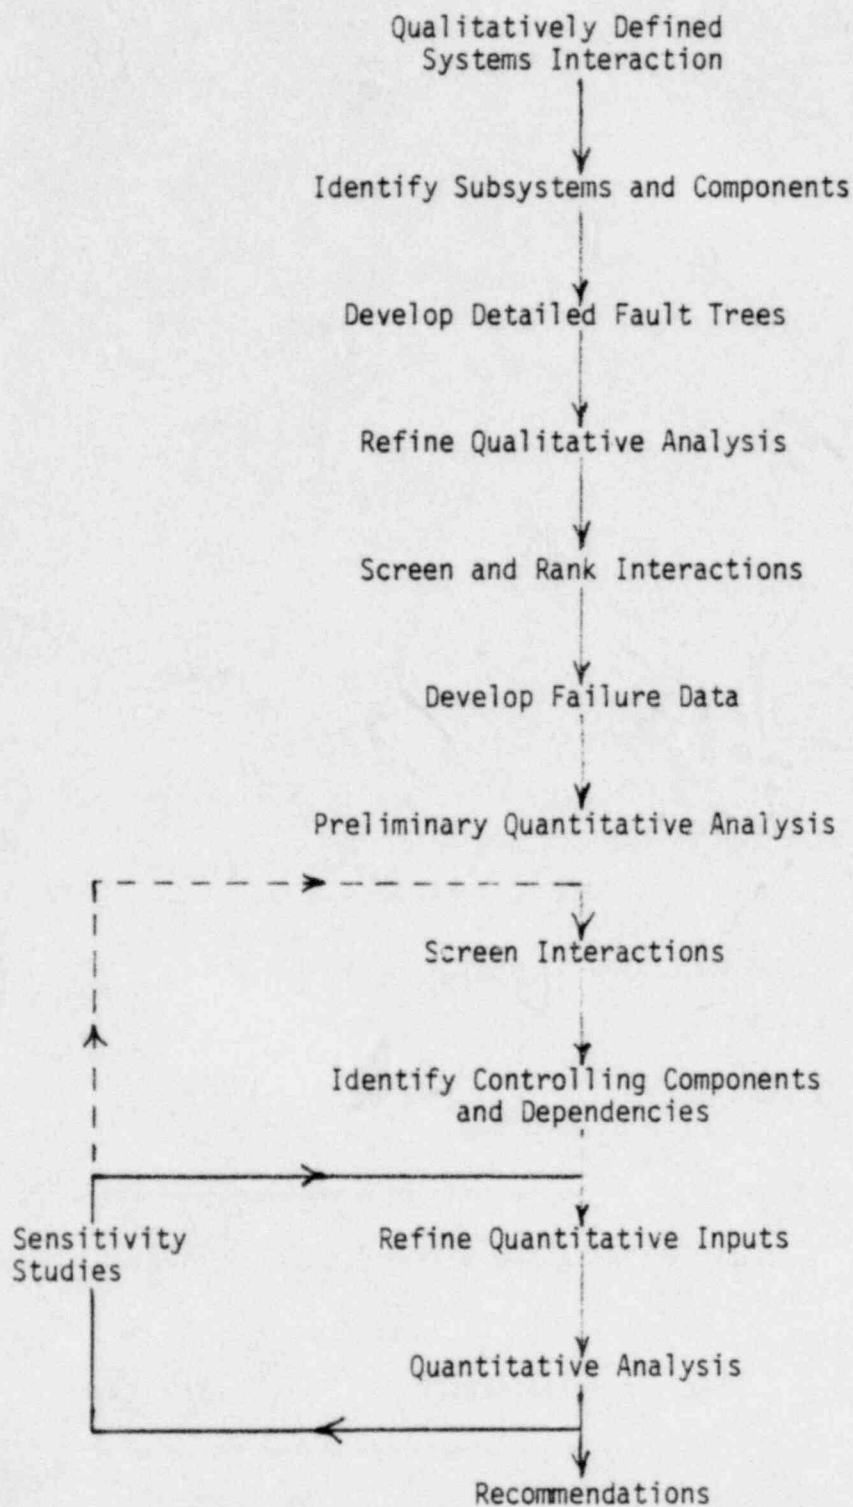 Qualitatively Defined
Systems Interaction
Identify Subsystems and Components
Develop Detailed Fault Trees
Refine Qualitative Analysis
Screen and Rank Interactions
Develop Failure Data
Preliminary Quantitative Analysis
Screen Interactions
Identify Controlling Components
and Dependencies
Sensitivity
Studies
Refine Quantitative Inputs
Quantitative Analysis
Recommendations